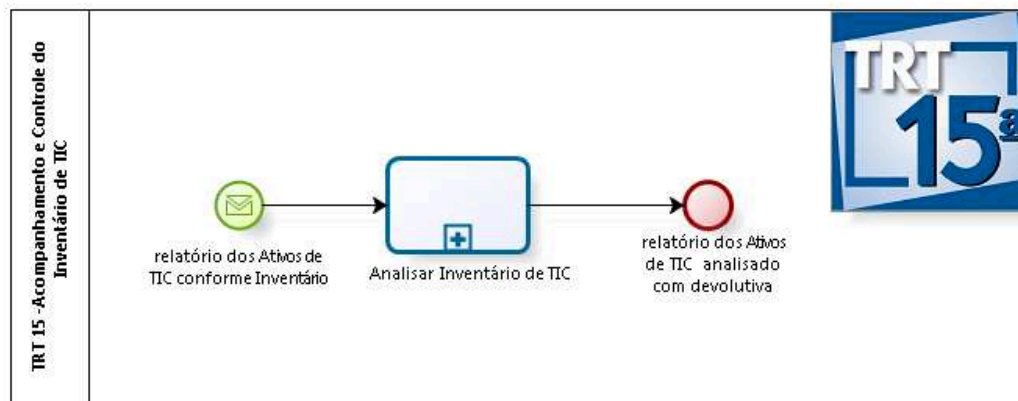 TRT 15 -Acompanhamento e Controle do
Inventário de TIC
relatório dos Ativos de
TIC conforme Inventário
Analisar Inventário de TIC
relatório dos Ativos
de TIC analisado
com devolutiva
TRT
15ª